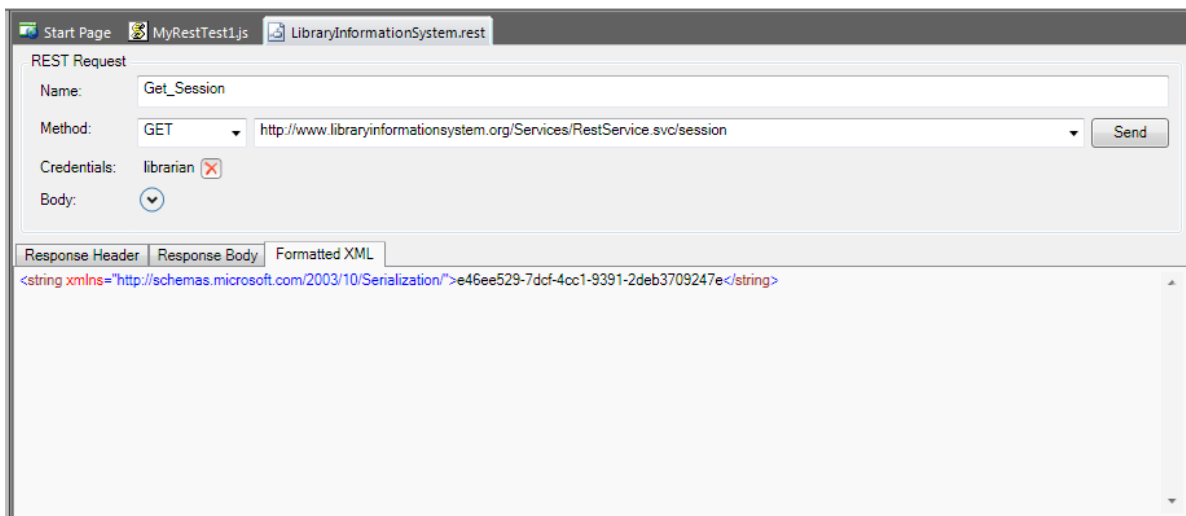 Start Page MyRestTest1.js LibraryInformationSystem.rest
REST Request
Name: Get_Session
Method: GET http://www.libraryinformationsystem.org/Services/RestService.svc/session Send
Credentials: librarian
Body:
Response Header Response Body Formatted XML
<string xmlns="http://schemas.microsoft.com/2003/10/Serialization/">e46ee529-7dcf-4cc1-9391-2deb3709247e</string>